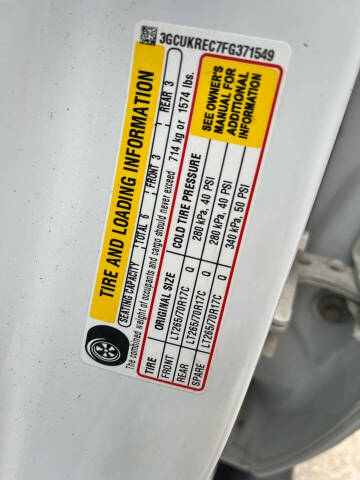 3GCUKREC7FG371549
TIRE AND LOADING INFORMATION
SEATING CAPACITY | TOTAL 6 | FRONT 3 | REAR 3
The combined weight of occupants and cargo should never exceed 714 kg or 1574 lbs.
TIRE ORIGINAL SIZE COLD TIRE PRESSURE
FRONT LT265/70R17C Q 280 kPa, 40 PSI
REAR LT265/70R17C Q 280 kPa, 40 PSI
SPARE LT265/70R17C Q 340 kPa, 50 PSI
SEE OWNER'S
MANUAL FOR
ADDITIONAL
INFORMATION